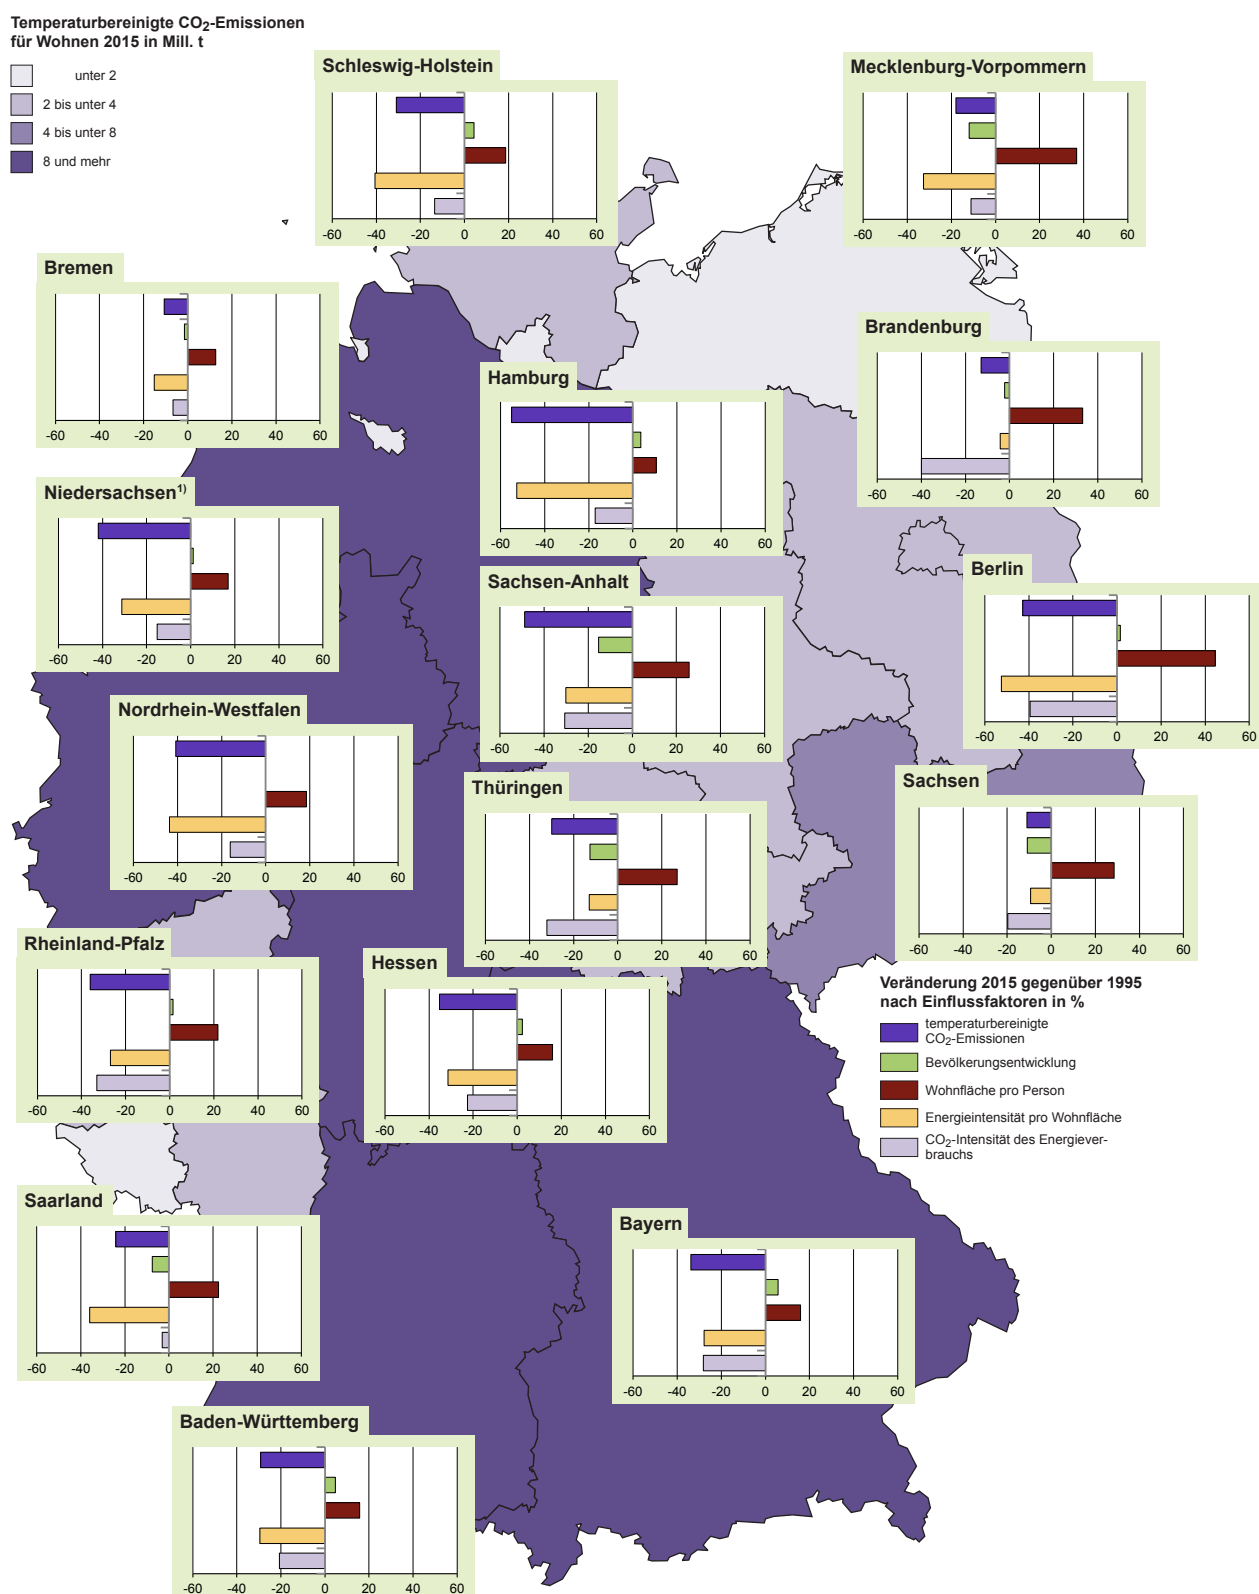 Temperaturbereinigte CO2-Emissionen
für Wohnen 2015 in Mill. t
unter 2
2 bis unter 4
4 bis unter 8
8 und mehr
Schleswig-Holstein
-60 -40 -20 0 20 40 60
Mecklenburg-Vorpommern
-60 -40 -20 0 20 40 60
Bremen
-60 -40 -20 0 20 40 60
Brandenburg
-60 -40 -20 0 20 40 60
Hamburg
-60 -40 -20 0 20 40 60
Niedersachsen1)
-60 -40 -20 0 20 40 60
Berlin
-60 -40 -20 0 20 40 60
Sachsen-Anhalt
-60 -40 -20 0 20 40 60
Nordrhein-Westfalen
-60 -40 -20 0 20 40 60
Thüringen
-60 -40 -20 0 20 40 60
Sachsen
-60 -40 -20 0 20 40 60
Rheinland-Pfalz
-60 -40 -20 0 20 40 60
Hessen
-60 -40 -20 0 20 40 60
Veränderung 2015 gegenüber 1995
nach Einflussfaktoren in %
temperaturbereinigte
CO2-Emissionen
Bevölkerungsentwicklung
Wohnfläche pro Person
Energieintensität pro Wohnfläche
CO2-Intensität des Energiever-
brauchs
Saarland
-60 -40 -20 0 20 40 60
Bayern
-60 -40 -20 0 20 40 60
Baden-Württemberg
-60 -40 -20 0 20 40 60